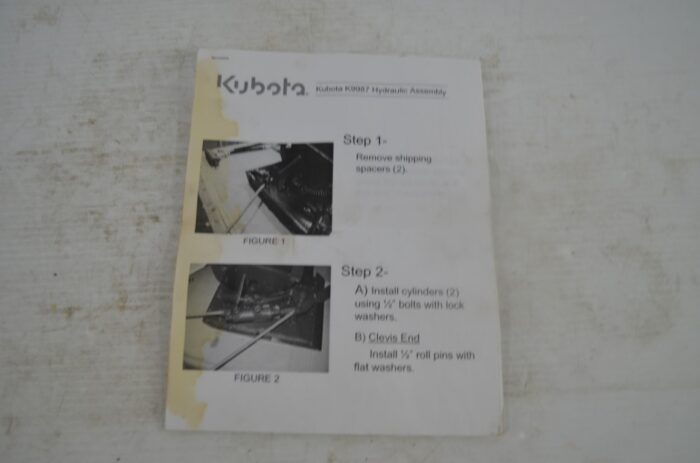 Kubota
Kubota K9987 Hydraulic Assembly
Step 1-
Remove shipping
spacers (2).
FIGURE 1
Step 2-
A) Install cylinders (2)
using ½" bolts with lock
washers.
B) Clevis End
Install ½" roll pins with
flat washers.
FIGURE 2